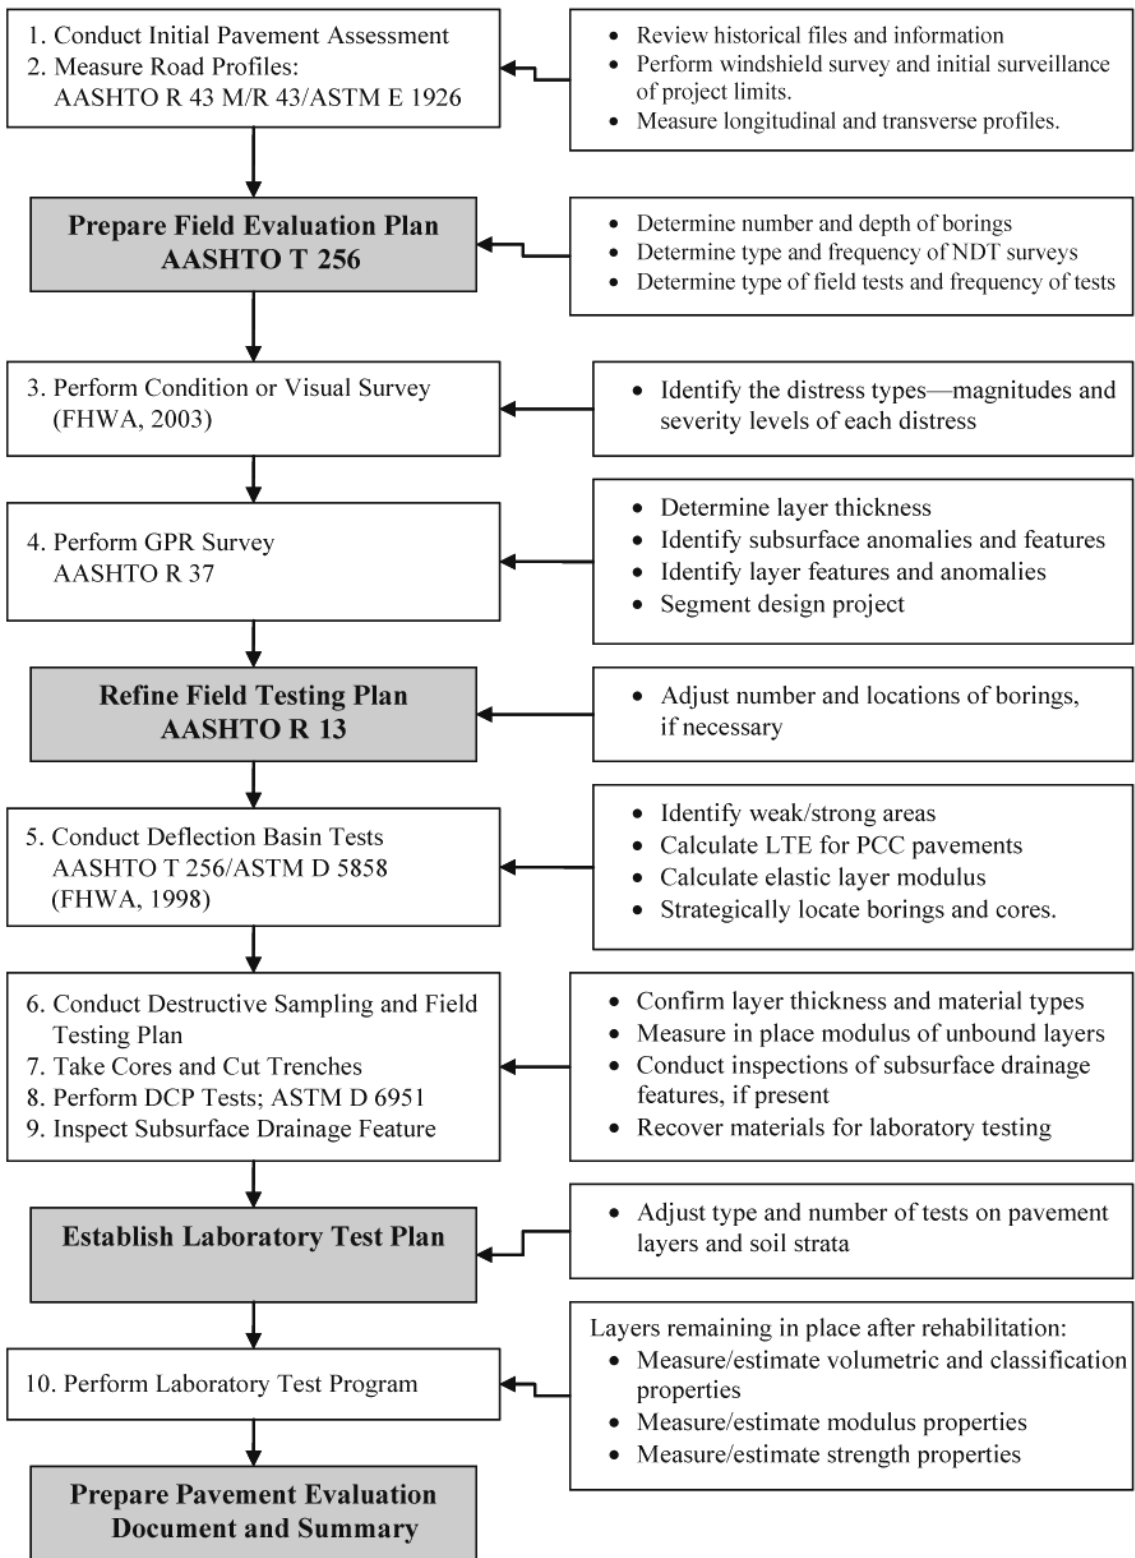 1. Conduct Initial Pavement Assessment
2. Measure Road Profiles:
AASHTO R 43 M/R 43/ASTM E 1926
• Review historical files and information
• Perform windshield survey and initial surveillance
of project limits.
• Measure longitudinal and transverse profiles.
Prepare Field Evaluation Plan
AASHTO T 256
• Determine number and depth of borings
• Determine type and frequency of NDT surveys
• Determine type of field tests and frequency of tests
3. Perform Condition or Visual Survey
(FHWA, 2003)
• Identify the distress types—magnitudes and
severity levels of each distress
4. Perform GPR Survey
AASHTO R 37
• Determine layer thickness
• Identify subsurface anomalies and features
• Identify layer features and anomalies
• Segment design project
Refine Field Testing Plan
AASHTO R 13
• Adjust number and locations of borings,
if necessary
5. Conduct Deflection Basin Tests
AASHTO T 256/ASTM D 5858
(FHWA, 1998)
• Identify weak/strong areas
• Calculate LTE for PCC pavements
• Calculate elastic layer modulus
• Strategically locate borings and cores.
6. Conduct Destructive Sampling and Field
Testing Plan
7. Take Cores and Cut Trenches
8. Perform DCP Tests; ASTM D 6951
9. Inspect Subsurface Drainage Feature
• Confirm layer thickness and material types
• Measure in place modulus of unbound layers
• Conduct inspections of subsurface drainage
features, if present
• Recover materials for laboratory testing
Establish Laboratory Test Plan
• Adjust type and number of tests on pavement
layers and soil strata
10. Perform Laboratory Test Program
Layers remaining in place after rehabilitation:
• Measure/estimate volumetric and classification
properties
• Measure/estimate modulus properties
• Measure/estimate strength properties
Prepare Pavement Evaluation
Document and Summary